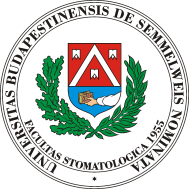 UNIVERSITAS BUDAPESTINENSIS DE SEMMELWEIS NOMINATA
FACULTAS STOMATOLOGICA 1955